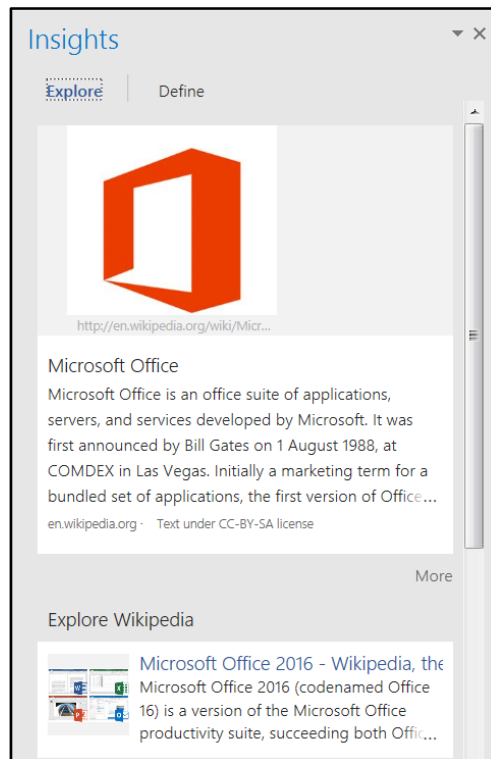 Insights
Explore
Define
http://en.wikipedia.org/wiki/Micr...
Microsoft Office
Microsoft Office is an office suite of applications,
servers, and services developed by Microsoft. It was
first announced by Bill Gates on 1 August 1988, at
COMDEX in Las Vegas. Initially a marketing term for a
bundled set of applications, the first version of Office...
en.wikipedia.org · Text under CC-BY-SA license
More
Explore Wikipedia
Microsoft Office 2016 - Wikipedia, the
Microsoft Office 2016 (codenamed Office
16) is a version of the Microsoft Office
productivity suite, succeeding both Offic...